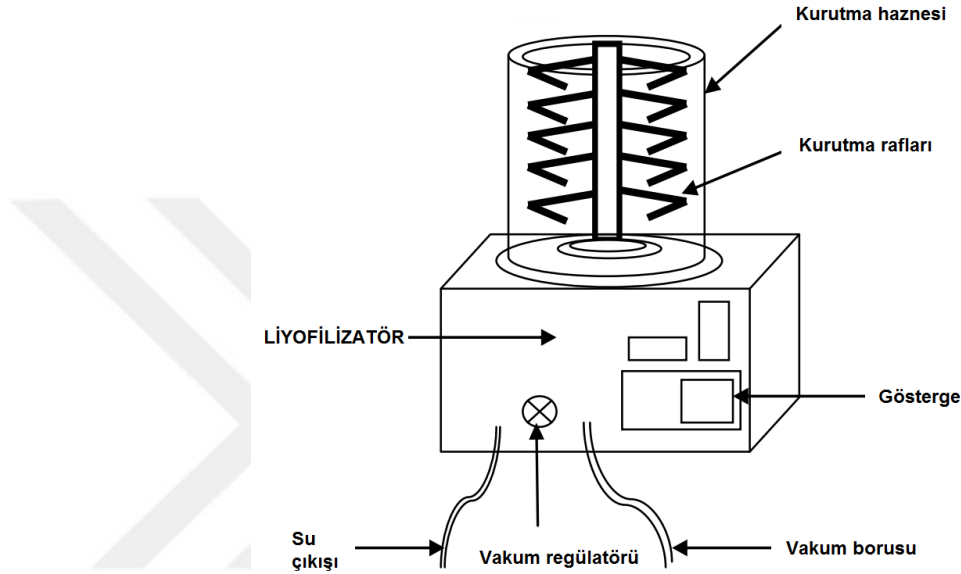 Kurutma haznesi
Kurutma rafları
LİYOFİLİZATÖR
Gösterge
Su
çıkışı
Vakum regülatörü
Vakum borusu